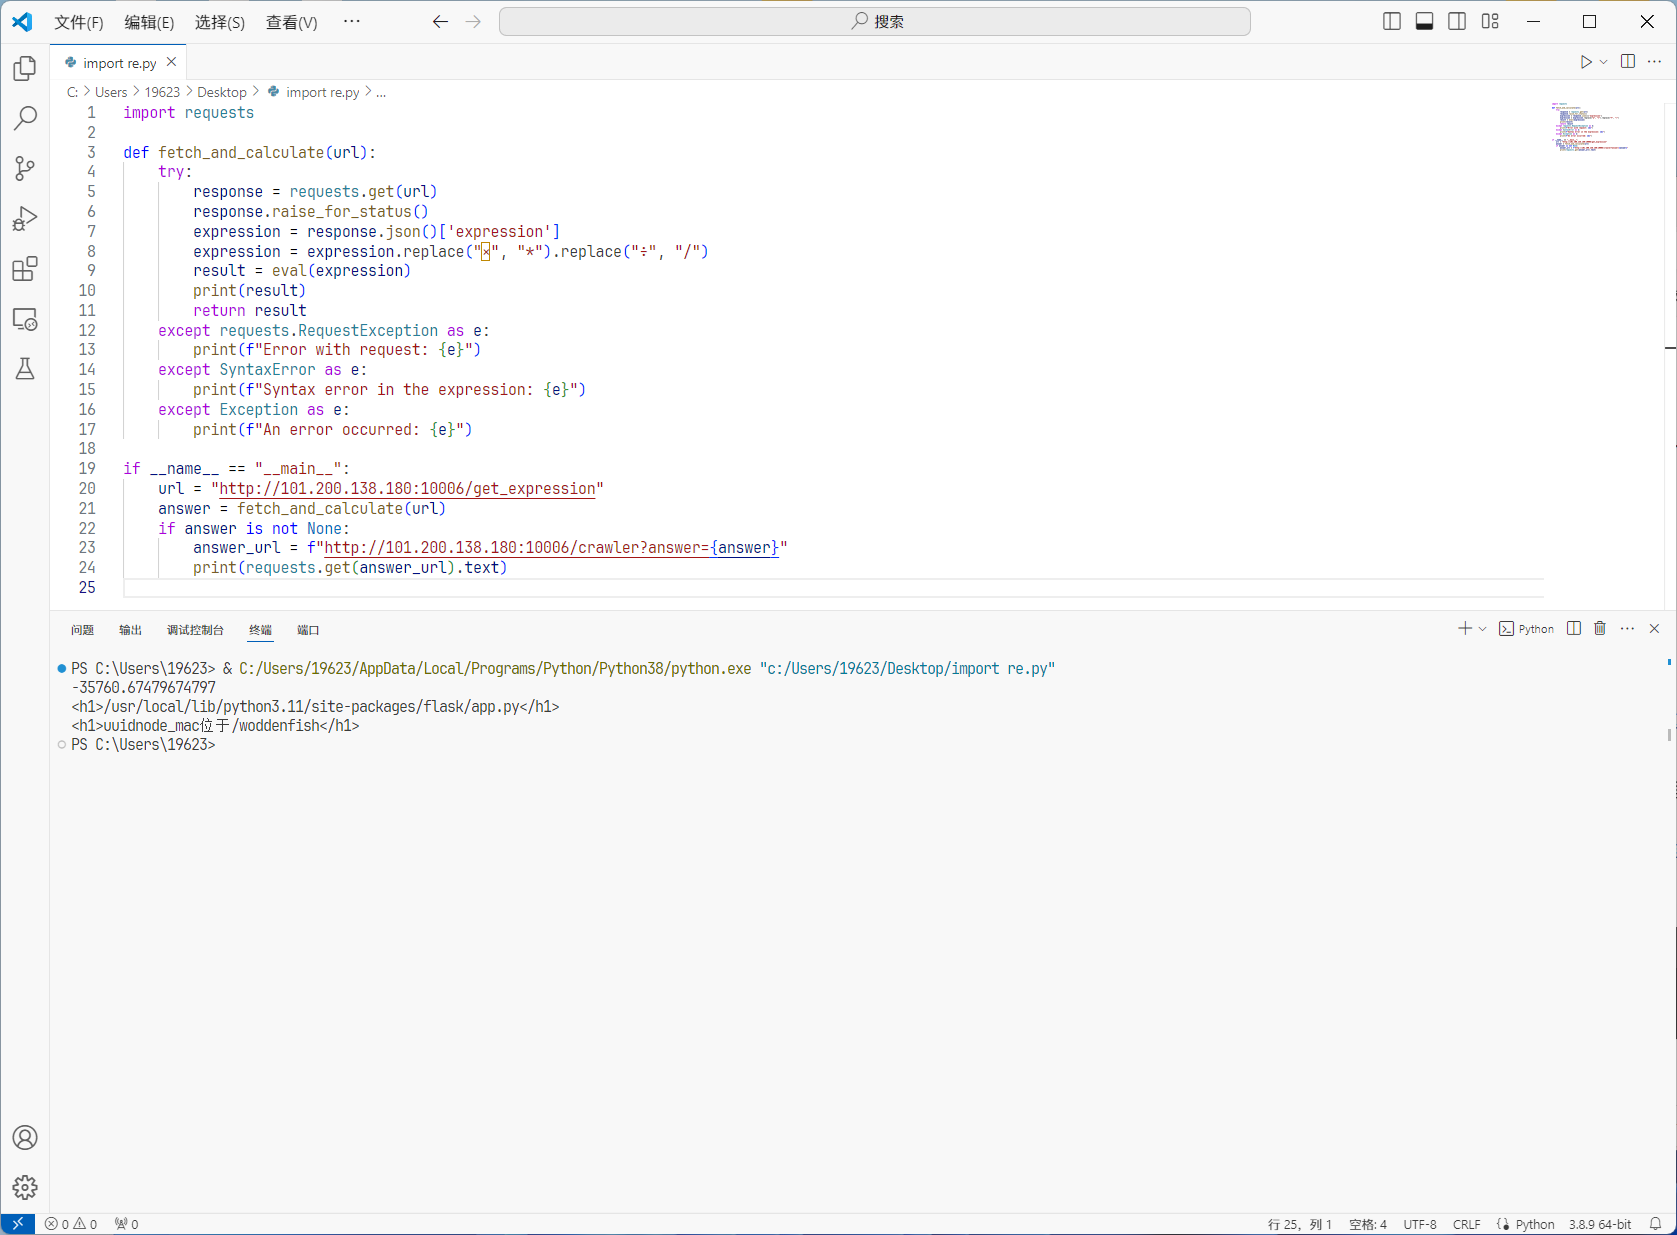 文件(F) 编辑(E) 选择(S) 查看(V) ··· 搜索
import re.py
C: > Users > 19623 > Desktop > import re.py > ...
1 import requests
2
3 def fetch_and_calculate(url):
4 try:
5 response = requests.get(url)
6 response.raise_for_status()
7 expression = response.json()['expression']
8 expression = expression.replace("×", "*").replace("÷", "/")
9 result = eval(expression)
10 print(result)
11 return result
12 except requests.RequestException as e:
13 print(f"Error with request: {e}")
14 except SyntaxError as e:
15 print(f"Syntax error in the expression: {e}")
16 except Exception as e:
17 print(f"An error occurred: {e}")
18
19 if __name__ == "__main__":
20 url = "http://101.200.138.180:10006/get_expression"
21 answer = fetch_and_calculate(url)
22 if answer is not None:
23 answer_url = f"http://101.200.138.180:10006/crawler?answer={answer}"
24 print(requests.get(answer_url).text)
25
问题 输出 调试控制台 终端 端口 Python
PS C:\Users\19623> & C:/Users/19623/AppData/Local/Programs/Python/Python38/python.exe "c:/Users/19623/Desktop/import re.py"
-35760.67479674797
<h1>/usr/local/lib/python3.11/site-packages/flask/app.py</h1>
<h1>uuidnode_mac位于/woddenfish</h1>
PS C:\Users\19623>
0 0 0 行 25, 列 1 空格: 4 UTF-8 CRLF Python 3.8.9 64-bit